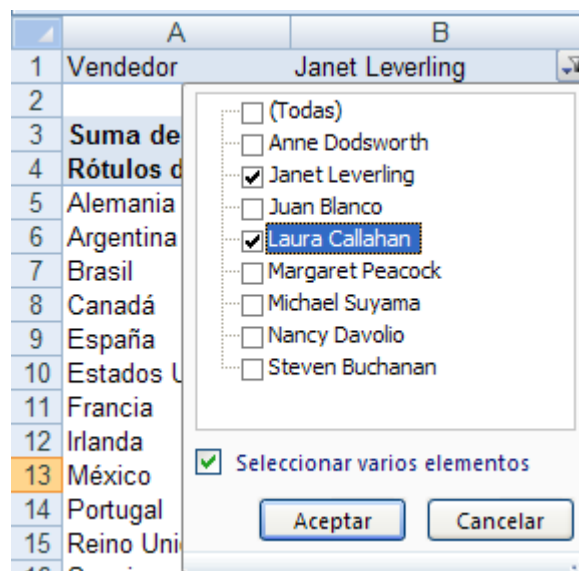 A B
1 Vendedor Janet Leverling
2
3 Suma de
4 Rótulos d
5 Alemania
6 Argentina
7 Brasil
8 Canadá
9 España
10 Estados U
11 Francia
12 Irlanda
13 México
14 Portugal
15 Reino Uni
(Todas)
Anne Dodsworth
Janet Leverling
Juan Blanco
Laura Callahan
Margaret Peacock
Michael Suyama
Nancy Davolio
Steven Buchanan
Seleccionar varios elementos
Aceptar Cancelar